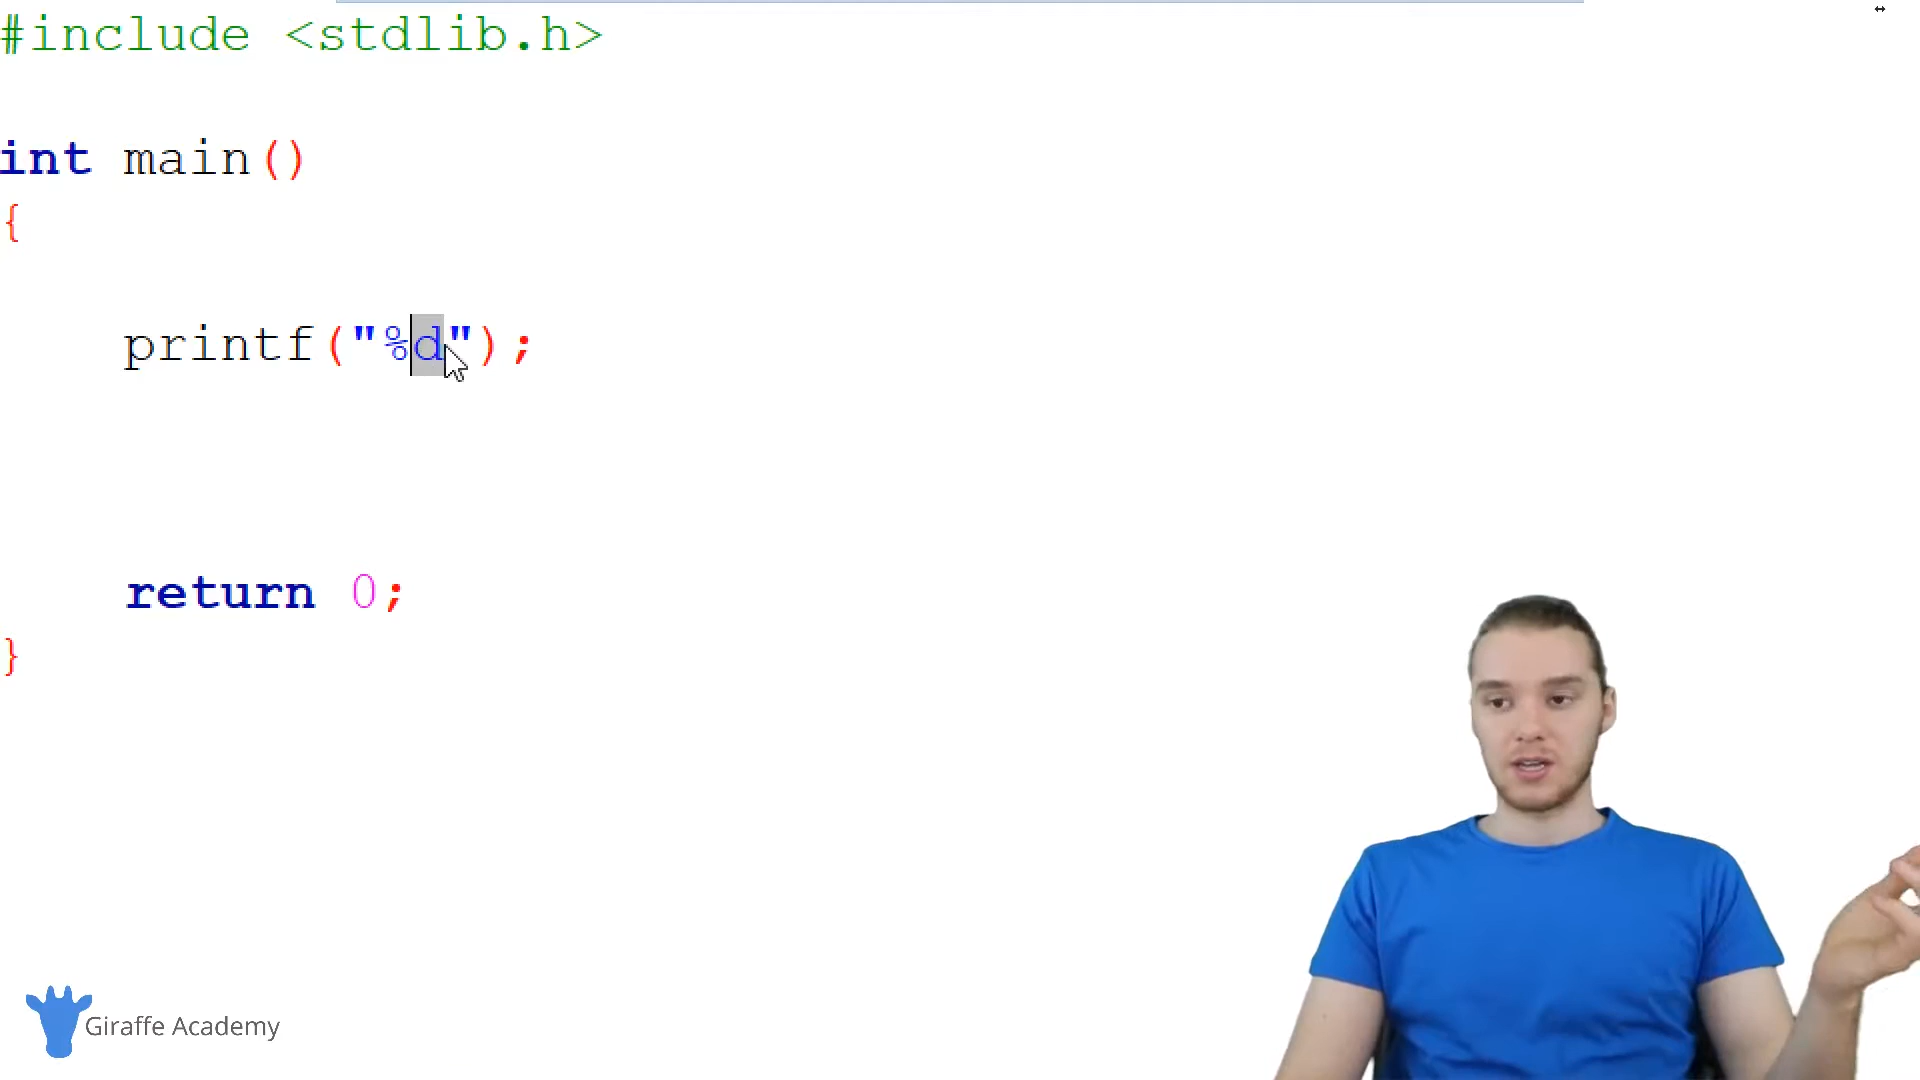 #include <stdlib.h>
int main()
{
printf("%d");
return 0;
}
Giraffe Academy